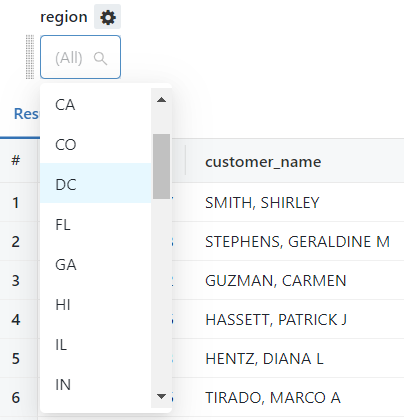 region
(All)
Res
CA
CO
DC
FL
GA
HI
IL
IN
# customer_name
1 SMITH, SHIRLEY
2 STEPHENS, GERALDINE M
3 GUZMAN, CARMEN
4 HASSETT, PATRICK J
5 HENTZ, DIANA L
6 TIRADO, MARCO A